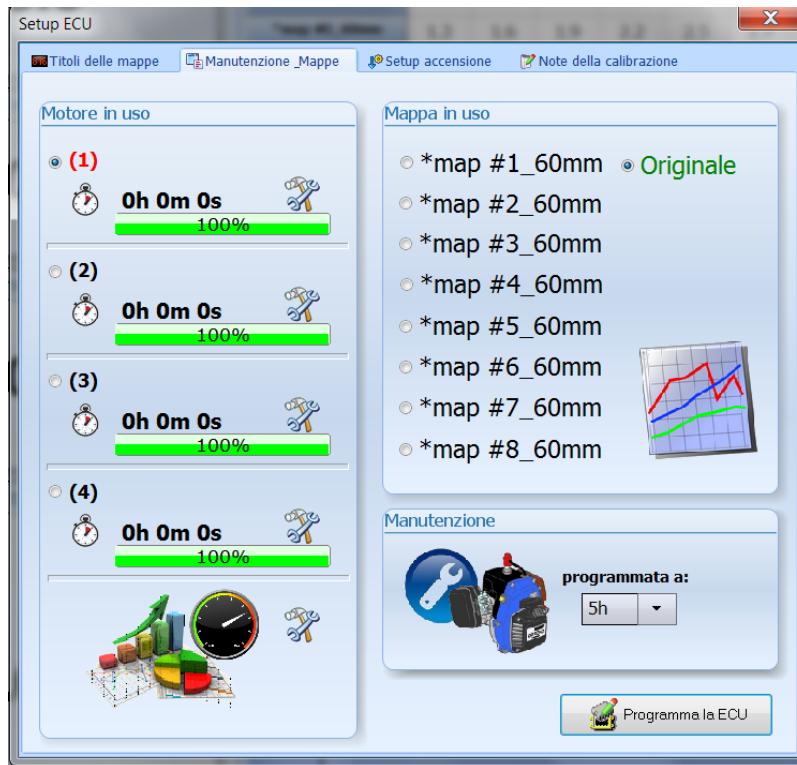 Setup ECU
Titoli delle mappe
Manutenzione _Mappe
Setup accensione
Note della calibrazione
Motore in uso
(1)
0h 0m 0s
100%
(2)
0h 0m 0s
100%
(3)
0h 0m 0s
100%
(4)
0h 0m 0s
100%
Mappa in uso
*map #1_60mm Originale
*map #2_60mm
*map #3_60mm
*map #4_60mm
*map #5_60mm
*map #6_60mm
*map #7_60mm
*map #8_60mm
Manutenzione
programmata a:
5h
Programma la ECU